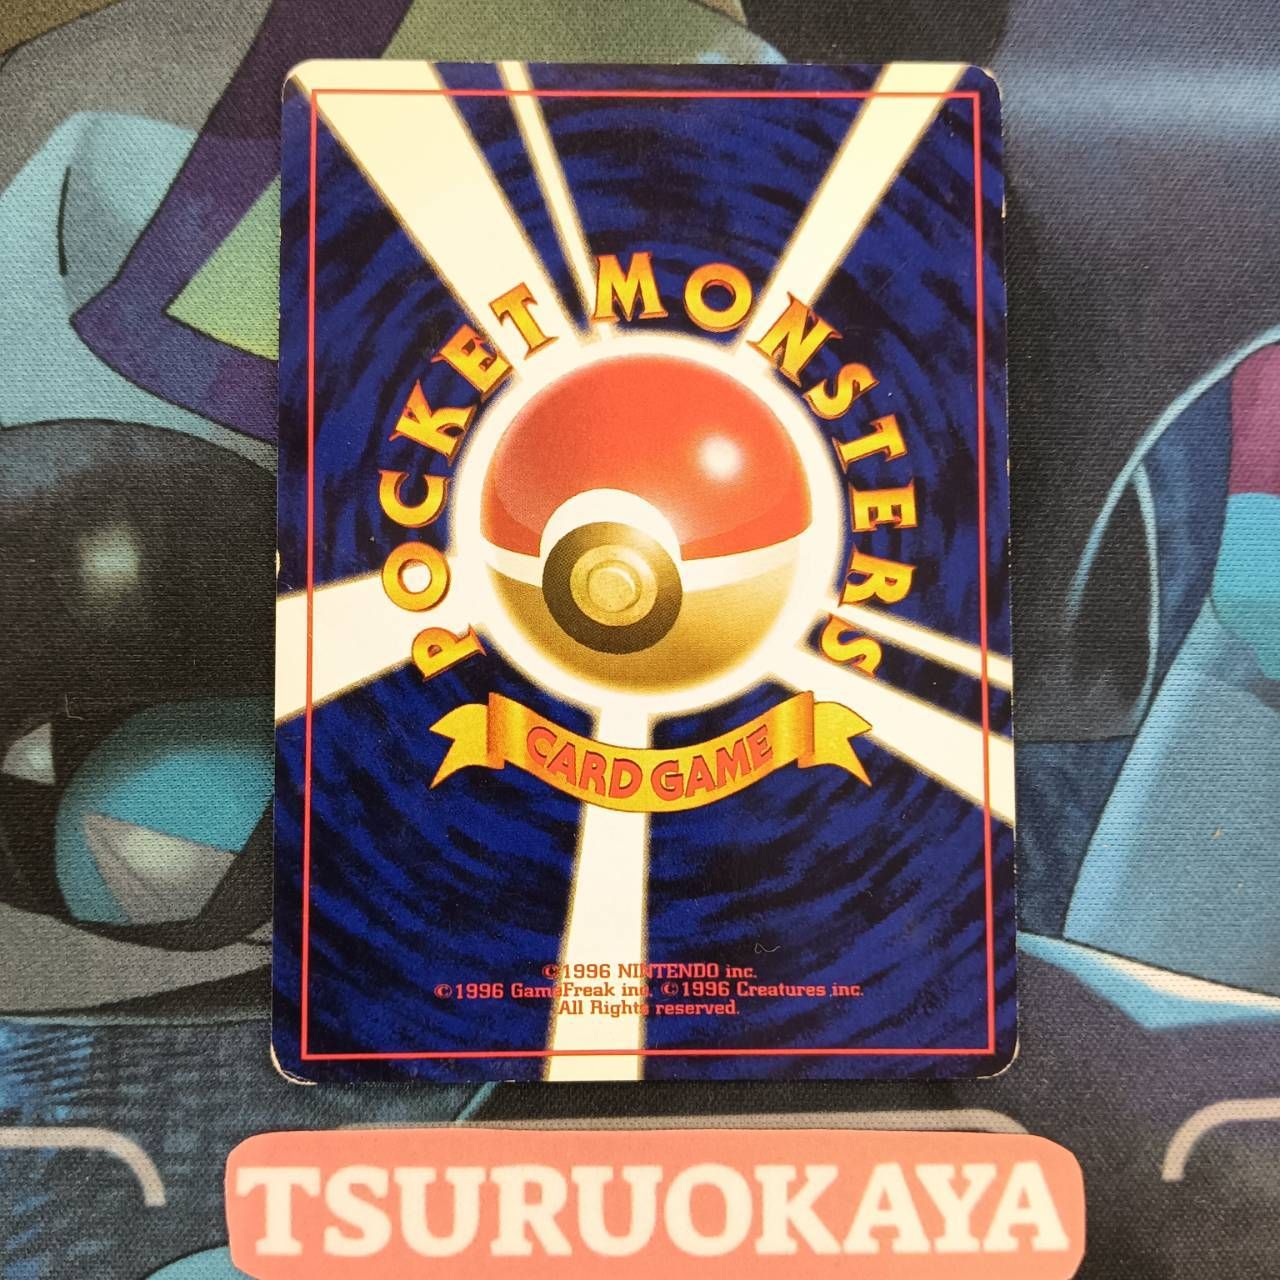 POCKET MONSTERS
CARD GAME
©1996 NINTENDO inc.
©1996 GameFreak inc. ©1996 Creatures inc.
All Rights reserved.
TSURUOKAYA